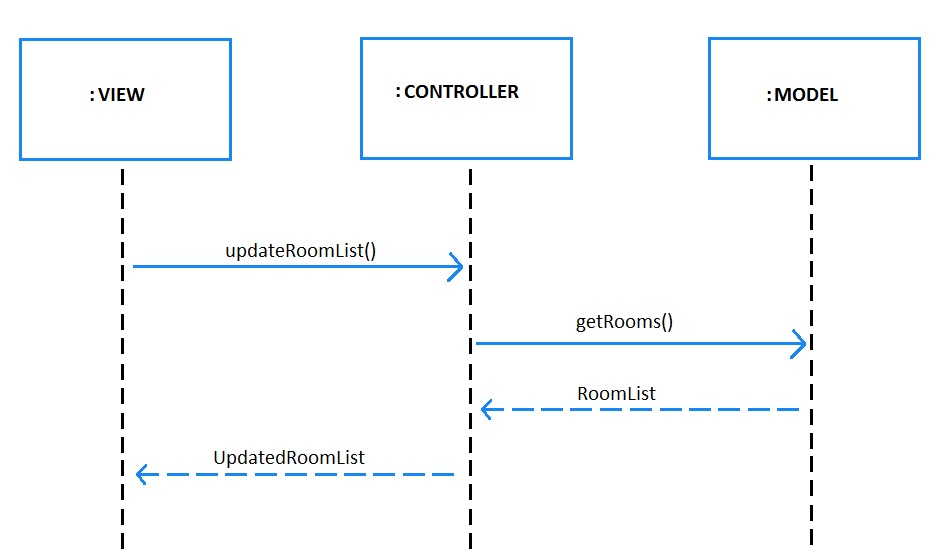 :VIEW
:CONTROLLER
:MODEL
updateRoomList()
getRooms()
RoomList
UpdatedRoomList